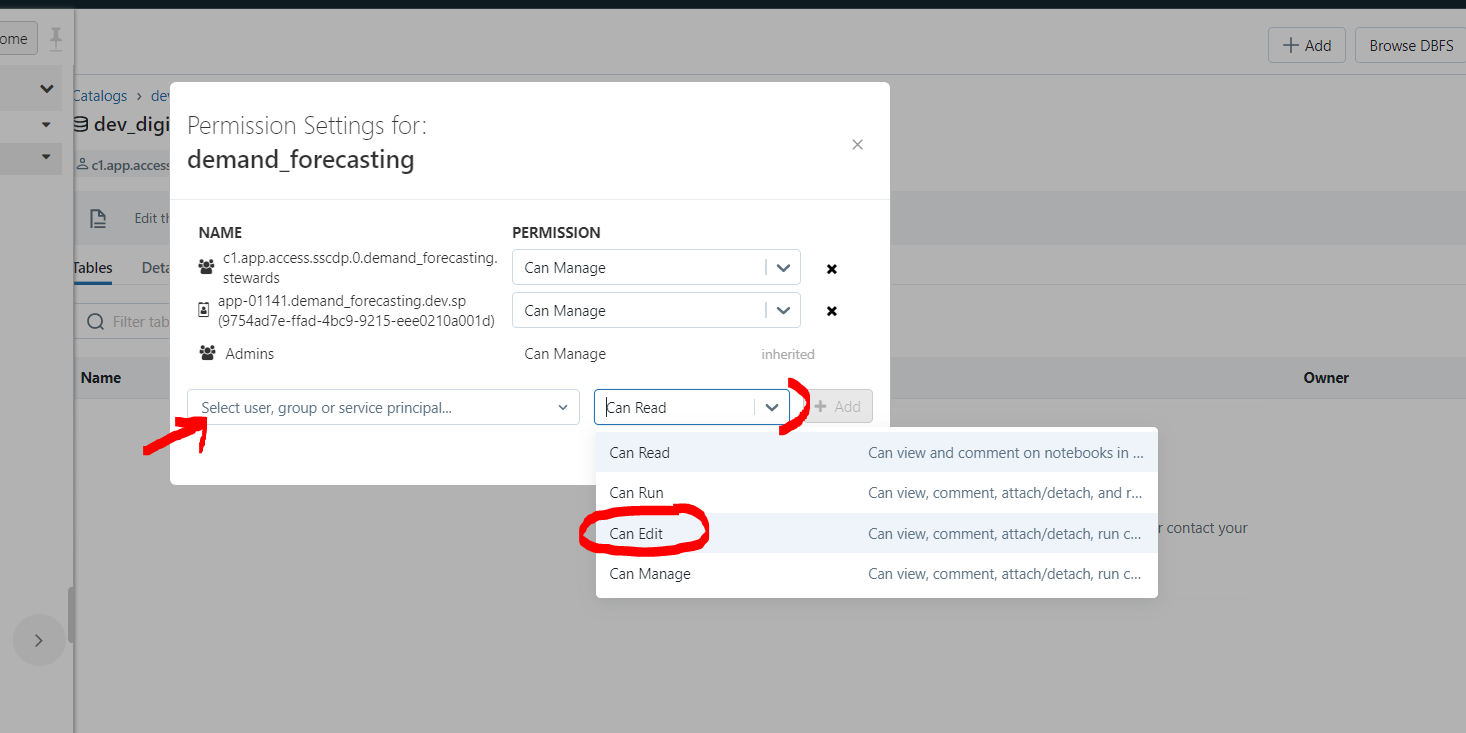 ome
Add
Browse DBFS
Catalogs > dev
dev_digi
c1.app.access
Edit th
Tables
Deta
Filter tab
Name
Owner
Permission Settings for:
demand_forecasting
NAME
PERMISSION
c1.app.access.sscdp.0.demand_forecasting.
stewards
Can Manage
app-01141.demand_forecasting.dev.sp
(9754ad7e-ffad-4bc9-9215-eee0210a001d)
Can Manage
Admins
Can Manage
inherited
Select user, group or service principal...
Can Read
Add
Can Read
Can view and comment on notebooks in ...
Can Run
Can view, comment, attach/detach, and r...
Can Edit
Can view, comment, attach/detach, run c...
Can Manage
Can view, comment, attach/detach, run c...
r contact your